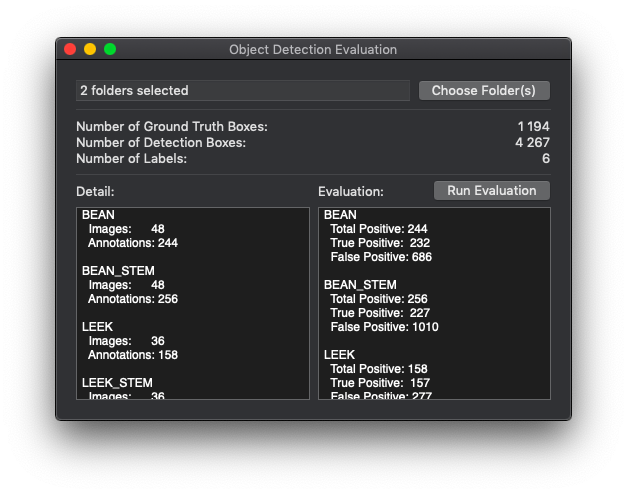 Object Detection Evaluation
2 folders selected
Choose Folder(s)
Number of Ground Truth Boxes: 1 194
Number of Detection Boxes: 4 267
Number of Labels: 6
Detail:
Evaluation:
Run Evaluation
BEAN
Images: 48
Annotations: 244
BEAN_STEM
Images: 48
Annotations: 256
LEEK
Images: 36
Annotations: 158
LEEK_STEM
Images: 36
BEAN
Total Positive: 244
True Positive: 232
False Positive: 686
BEAN_STEM
Total Positive: 256
True Positive: 227
False Positive: 1010
LEEK
Total Positive: 158
True Positive: 157
False Positive: 277